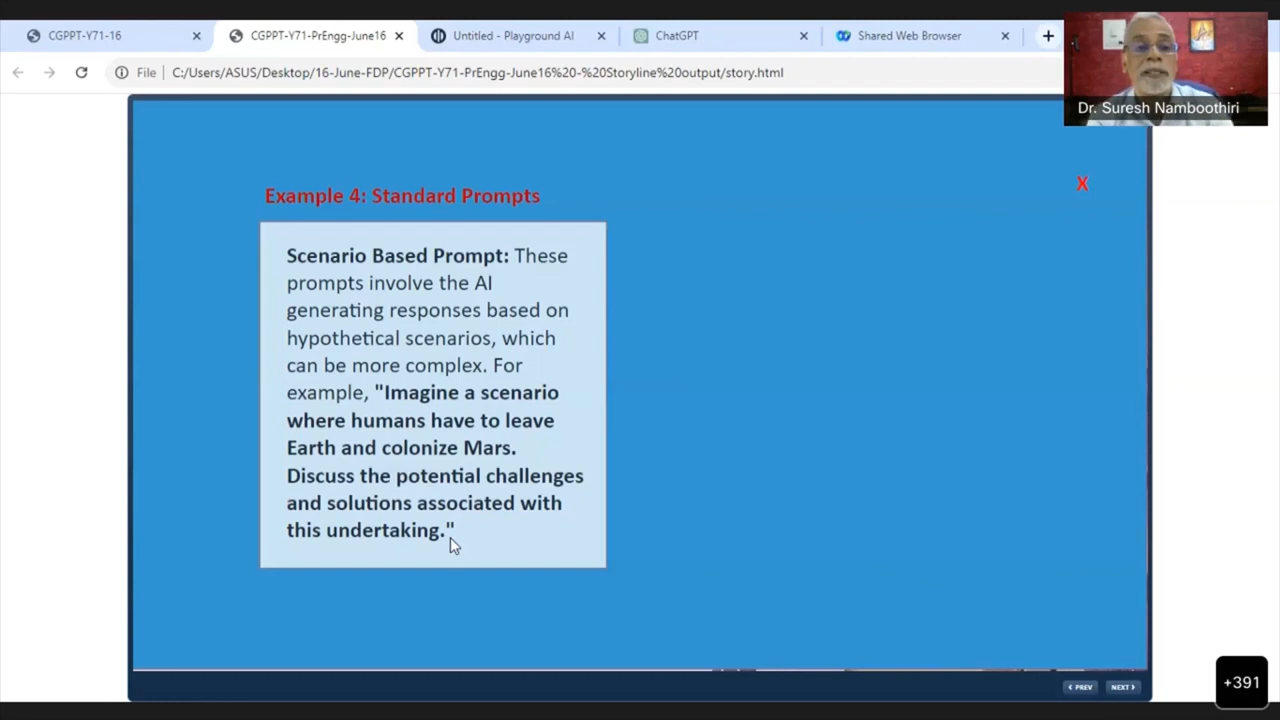 CGPPT-Y71-16
CGPPT-Y71-PrEngg-June16
Untitled - Playground AI
ChatGPT
Shared Web Browser
File
C:/Users/ASUS/Desktop/16-June-FDP/CGPPT-Y71-PrEngg-June16%20-%20Storyline%20output/story.html
Dr. Suresh Namboothiri
X
Example 4: Standard Prompts
Scenario Based Prompt: These
prompts involve the AI
generating responses based on
hypothetical scenarios, which
can be more complex. For
example, "Imagine a scenario
where humans have to leave
Earth and colonize Mars.
Discuss the potential challenges
and solutions associated with
this undertaking."
PREV
NEXT
+391